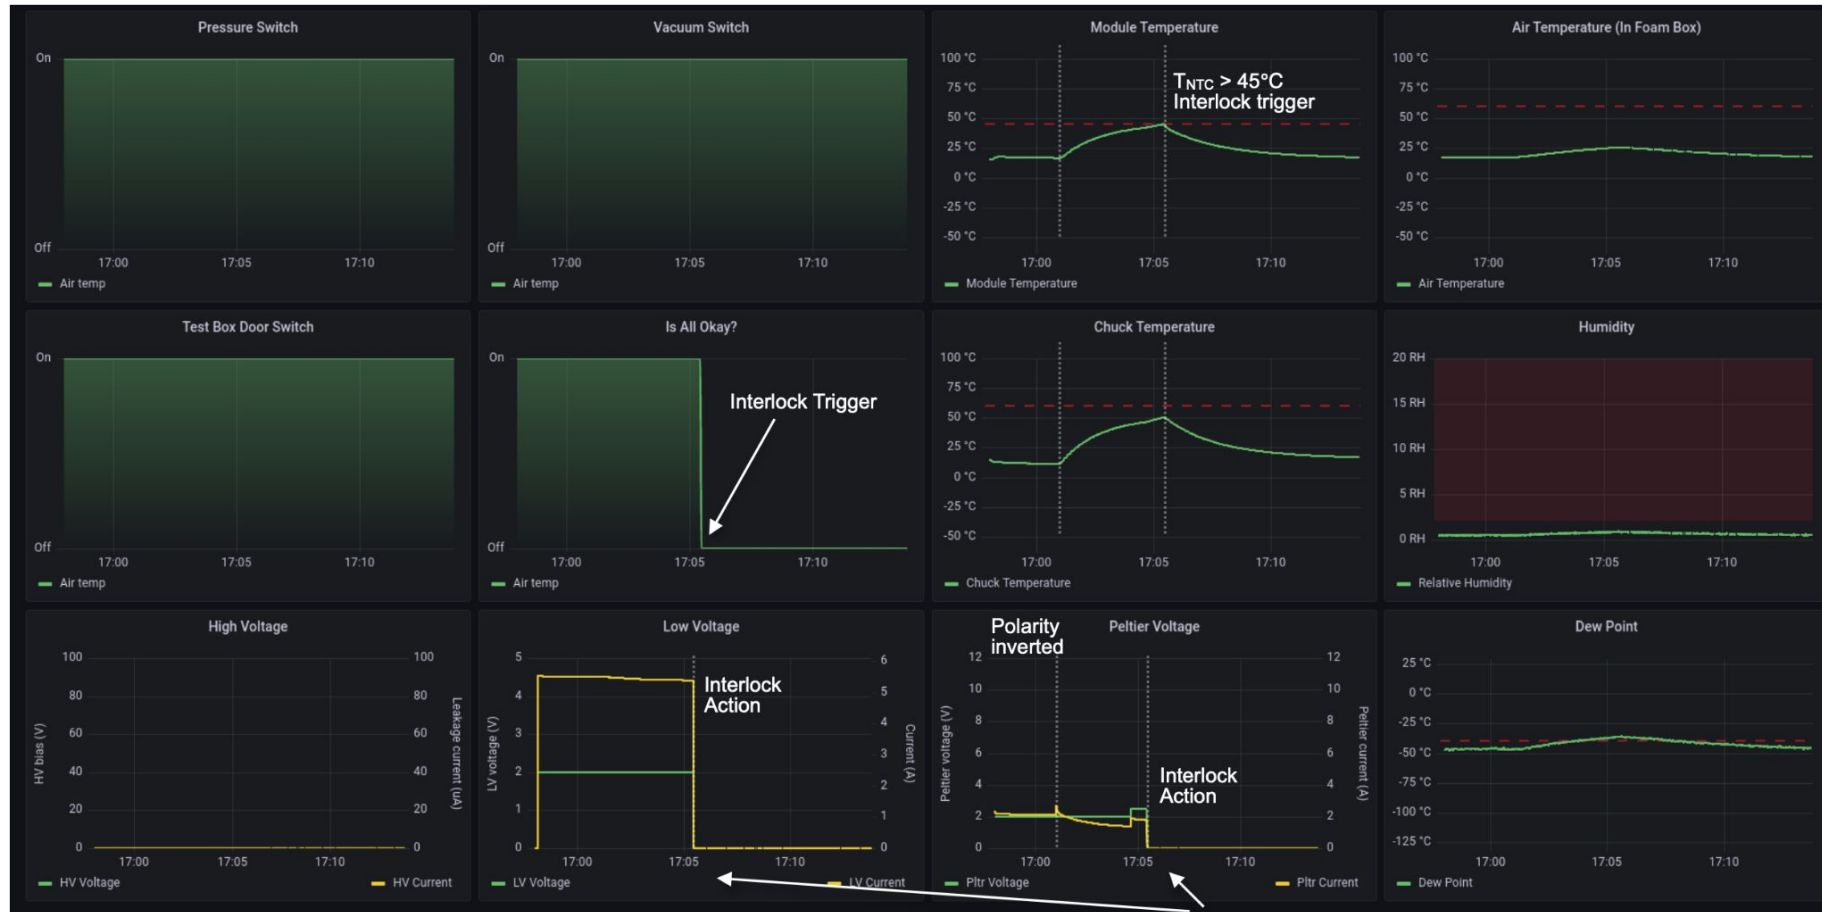 Pressure Switch
On
Off
17:00 17:05 17:10
Air temp
Vacuum Switch
On
Off
17:00 17:05 17:10
Air temp
Module Temperature
100 °C
75 °C
50 °C
25 °C
0 °C
-25 °C
-50 °C
TNTC > 45°C
Interlock trigger
17:00 17:05 17:10
Module Temperature
Air Temperature (In Foam Box)
100 °C
75 °C
50 °C
25 °C
0 °C
-25 °C
-50 °C
17:00 17:05 17:10
Air Temperature
Test Box Door Switch
On
Off
17:00 17:05 17:10
Air temp
Is All Okay?
On
Interlock Trigger
Off
17:00 17:05 17:10
Air temp
Chuck Temperature
100 °C
75 °C
50 °C
25 °C
0 °C
-25 °C
-50 °C
17:00 17:05 17:10
Chuck Temperature
Humidity
20 RH
15 RH
10 RH
5 RH
0 RH
17:00 17:05 17:10
Relative Humidity
High Voltage
HV bias (V)
100
80
60
40
20
0
Leakage current (uA)
100
80
60
40
20
0
17:00 17:05 17:10
HV Voltage HV Current
Low Voltage
LV voltage (V)
5
4
3
2
1
0
Interlock
Action
Current (A)
6
5
4
3
2
1
0
17:00 17:05 17:10
LV Voltage LV Current
Peltier Voltage
Polarity
inverted
Peltier voltage (V)
12
10
8
6
4
2
0
Interlock
Action
Peltier current (A)
12
10
8
6
4
2
0
17:00 17:05 17:10
Pltr Voltage Pltr Current
Dew Point
25 °C
0 °C
-25 °C
-50 °C
-75 °C
-100 °C
-125 °C
17:00 17:05 17:10
Dew Point